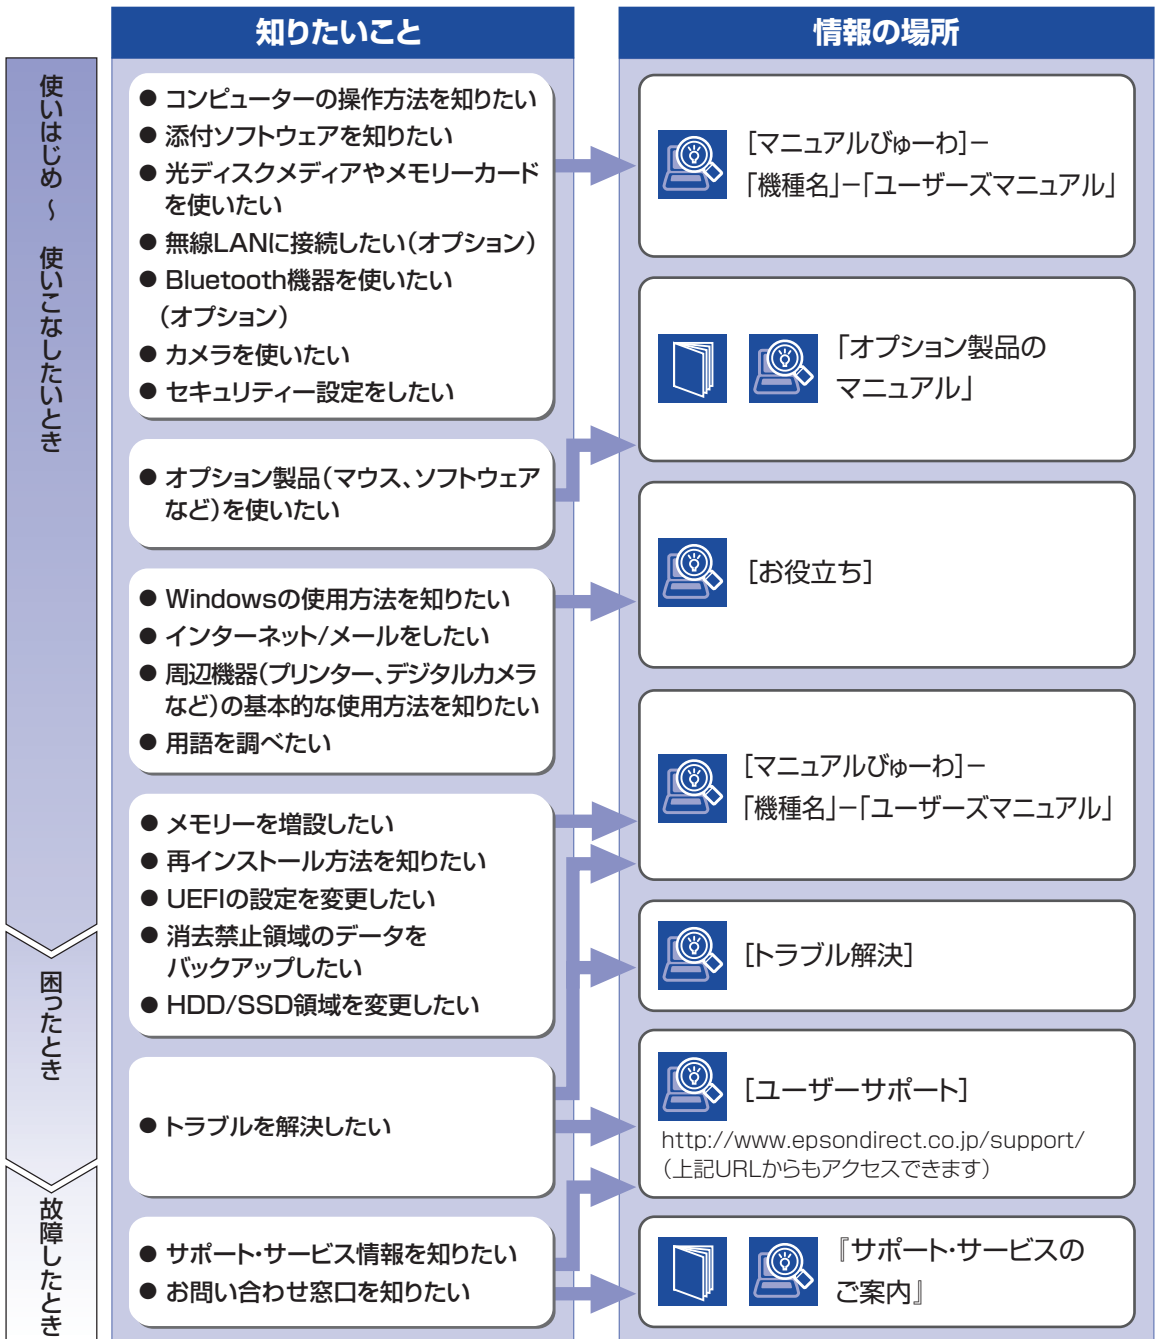 知りたいこと
情報の場所
使いはじめ ～ 使いこなしたいとき
困ったとき
故障したとき
● コンピューターの操作方法を知りたい
● 添付ソフトウェアを知りたい
● 光ディスクメディアやメモリーカード
を使いたい
● 無線LANに接続したい(オプション)
● Bluetooth機器を使いたい
(オプション)
● カメラを使いたい
● セキュリティー設定をしたい
● オプション製品(マウス、ソフトウェア
など)を使いたい
● Windowsの使用方法を知りたい
● インターネット/メールをしたい
● 周辺機器(プリンター、デジタルカメラ
など)の基本的な使用方法を知りたい
● 用語を調べたい
● メモリーを増設したい
● 再インストール方法を知りたい
● UEFIの設定を変更したい
● 消去禁止領域のデータを
バックアップしたい
● HDD/SSD領域を変更したい
● トラブルを解決したい
● サポート・サービス情報を知りたい
● お問い合わせ窓口を知りたい
[マニュアルびゅーわ]−
「機種名」−「ユーザーズマニュアル」
「オプション製品の
マニュアル」
[お役立ち]
[マニュアルびゅーわ]−
「機種名」−「ユーザーズマニュアル」
[トラブル解決]
[ユーザーサポート]
http://www.epsondirect.co.jp/support/
(上記URLからもアクセスできます)
『サポート・サービスの
ご案内』